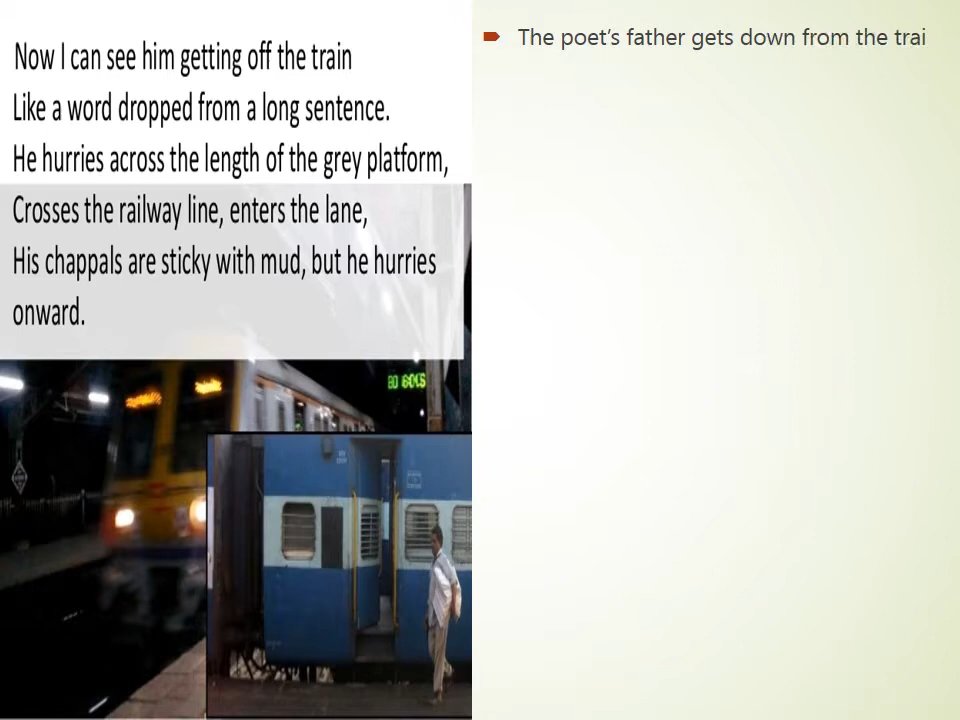 Now I can see him getting off the train
Like a word dropped from a long sentence.
He hurries across the length of the grey platform,
Crosses the railway line, enters the lane,
His chappals are sticky with mud, but he hurries
onward.
The poet's father gets down from the trai